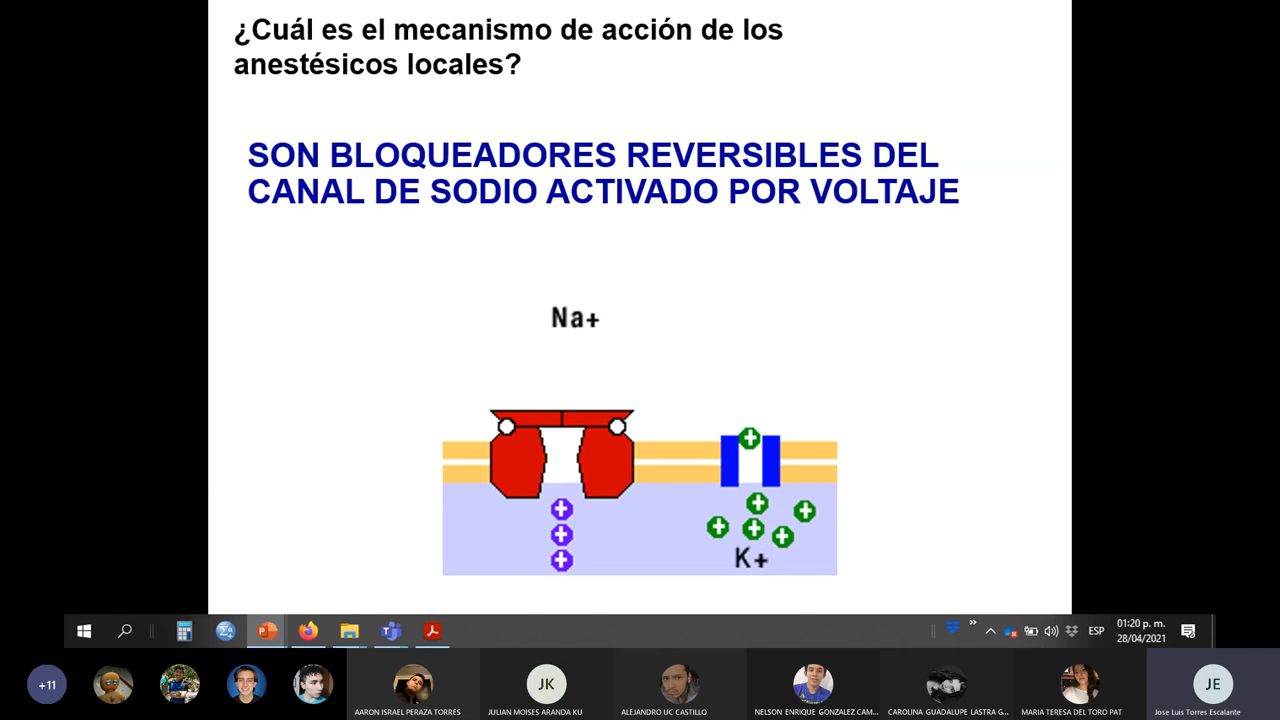 ¿Cuál es el mecanismo de acción de los
anestésicos locales?
SON BLOQUEADORES REVERSIBLES DEL
CANAL DE SODIO ACTIVADO POR VOLTAJE
Na+
K+
ESP
01:20 p. m.
28/04/2021
+11
AARON ISRAEL PERAZA TORRES
JK
JULIAN MOISES ARANDA KU
ALEJANDRO UC CASTILLO
NELSON ENRIQUE GONZALEZ CAM...
CAROLINA GUADALUPE LASTRA G...
MARIA TERESA DEL TORO PAT
JE
Jose Luis Torres Escalante